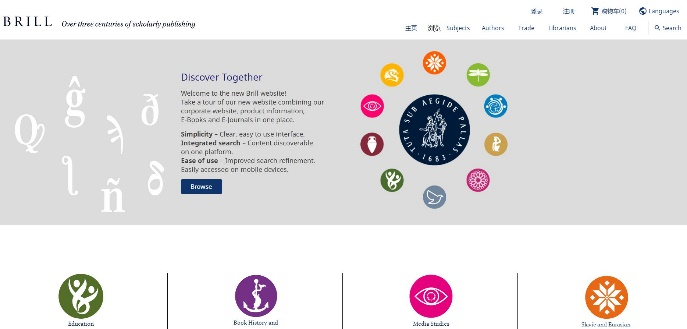 BRILL Over three centuries of scholarly publishing
登录 注册 购物车(0) Languages
主页 浏览 Subjects Authors Trade Librarians About FAQ Search
Discover Together
Welcome to the new Brill website!
Take a tour of our new website combining our
corporate website, product information,
E-Books and E-Journals in one place.
Simplicity – Clear, easy to use interface.
Integrated search – Content discoverable
on one platform.
Ease of use – Improved search refinement.
Easily accessed on mobile devices.
Browse
TUTA SUB AEGIDE PALLAS
· 1683 ·
Q ĝ ð
ɂ
ñ
Education
Book History and
Media Studies
Slavic and Eurasian